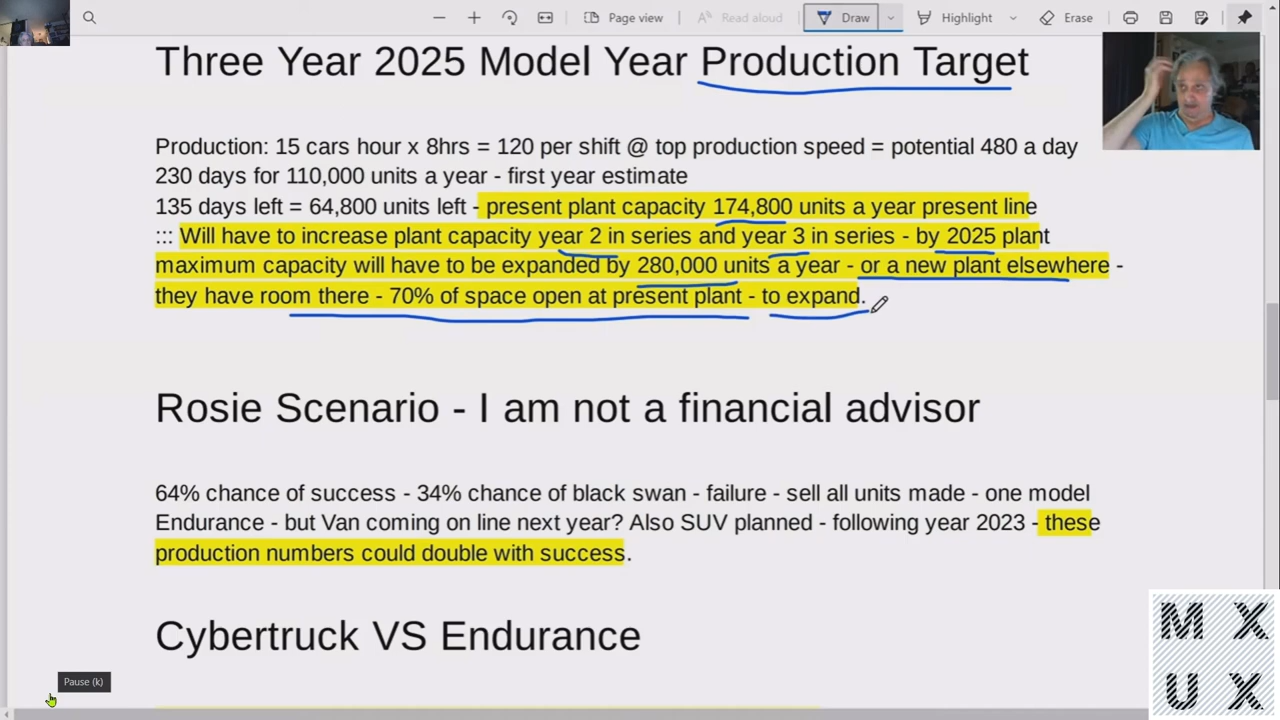 Page view
Read aloud
Draw
Highlight
Erase
Three Year 2025 Model Year Production Target
Production: 15 cars hour x 8hrs = 120 per shift @ top production speed = potential 480 a day
230 days for 110,000 units a year - first year estimate
135 days left = 64,800 units left - present plant capacity 174,800 units a year present line
::: Will have to increase plant capacity year 2 in series and year 3 in series - by 2025 plant
maximum capacity will have to be expanded by 280,000 units a year - or a new plant elsewhere -
they have room there - 70% of space open at present plant - to expand.
Rosie Scenario - I am not a financial advisor
64% chance of success - 34% chance of black swan - failure - sell all units made - one model
Endurance - but Van coming on line next year? Also SUV planned - following year 2023 - these
production numbers could double with success.
Cybertruck VS Endurance
Pause (k)
M X
U X